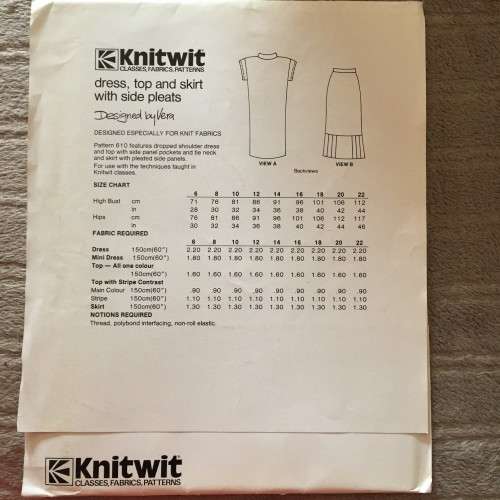 Knitwit
CLASSES, FABRICS, PATTERNS
dress, top and skirt
with side pleats
Designed by Vera
DESIGNED ESPECIALLY FOR KNIT FABRICS
Pattern 610 features dropped shoulder dress
and top with side panel pockets and tie neck
and skirt with pleated side panels.
For use with the techniques taught in
Knitwit classes.
VIEW A
VIEW B
Backviews
SIZE CHART
6 8 10 12 14 16 18 20 22
High Bust cm 71 76 81 86 91 96 101 106 112
in 28 30 32 34 36 38 40 42 44
Hips cm 76 81 86 91 96 101 106 112 117
in 30 32 34 36 38 40 42 44 46
FABRIC REQUIRED
6 8 10 12 14 16 18 20 22
Dress 150cm(60") 2.20 2.20 2.20 2.20 2.20 2.20 2.20 2.20 2.20
Mini Dress 150cm(60") 1.80 1.80 1.80 1.80 1.80 1.80 1.80 1.80 1.80
Top — All one colour
150cm(60") 1.60 1.60 1.60 1.60 1.60 1.60 1.60 1.60 1.60
Top with Stripe Contrast
Main Colour 150cm(60") .90 .90 .90 .90 .90 .90 .90 .90 .90
Stripe 150cm(60") 1.10 1.10 1.10 1.10 1.10 1.10 1.10 1.10 1.10
Skirt 150cm(60") 1.30 1.30 1.30 1.30 1.30 1.30 1.30 1.30 1.30
NOTIONS REQUIRED
Thread, polybond interfacing, non-roll elastic.
Knitwit
CLASSES, FABRICS, PATTERNS